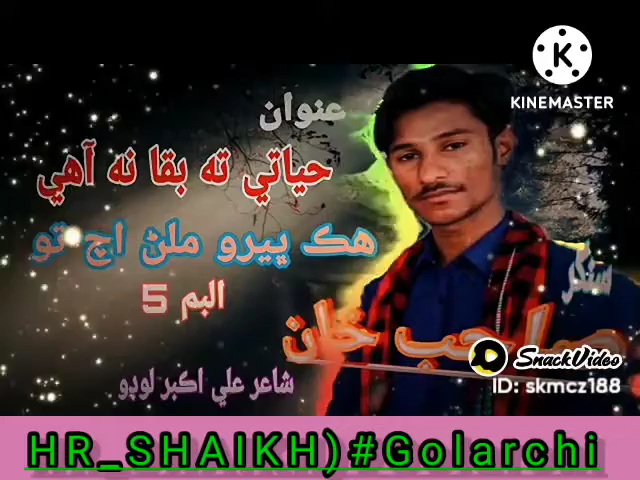 KINEMASTER
عنوان
حياتي ته بقا نه آهي
هڪ ڀيرو ملڻ اچ تو
البم 5
سنگر
صاحب خان
SnackVideo
ID: skmcz188
شاعر علي اڪبر لوڊو
HR_SHAIKH)#Golarchi